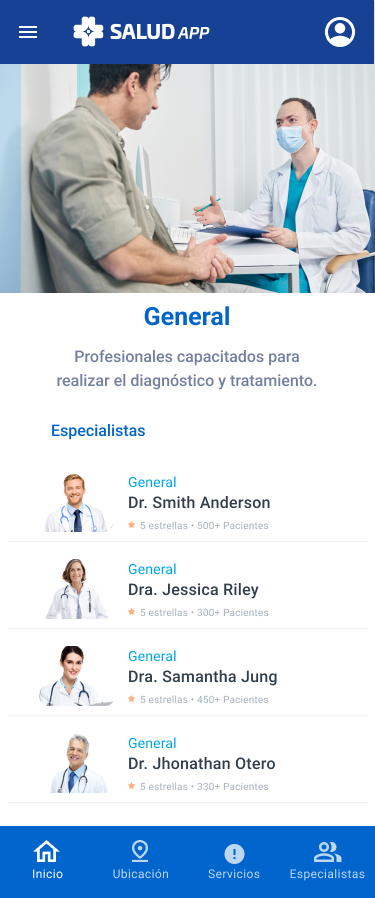 SALUD APP
General
Profesionales capacitados para
realizar el diagnóstico y tratamiento.
Especialistas
General
Dr. Smith Anderson
5 estrellas • 500+ Pacientes
General
Dra. Jessica Riley
5 estrellas • 300+ Pacientes
General
Dra. Samantha Jung
5 estrellas • 450+ Pacientes
General
Dr. Jhonathan Otero
5 estrellas • 330+ Pacientes
Inicio Ubicación Servicios Especialistas